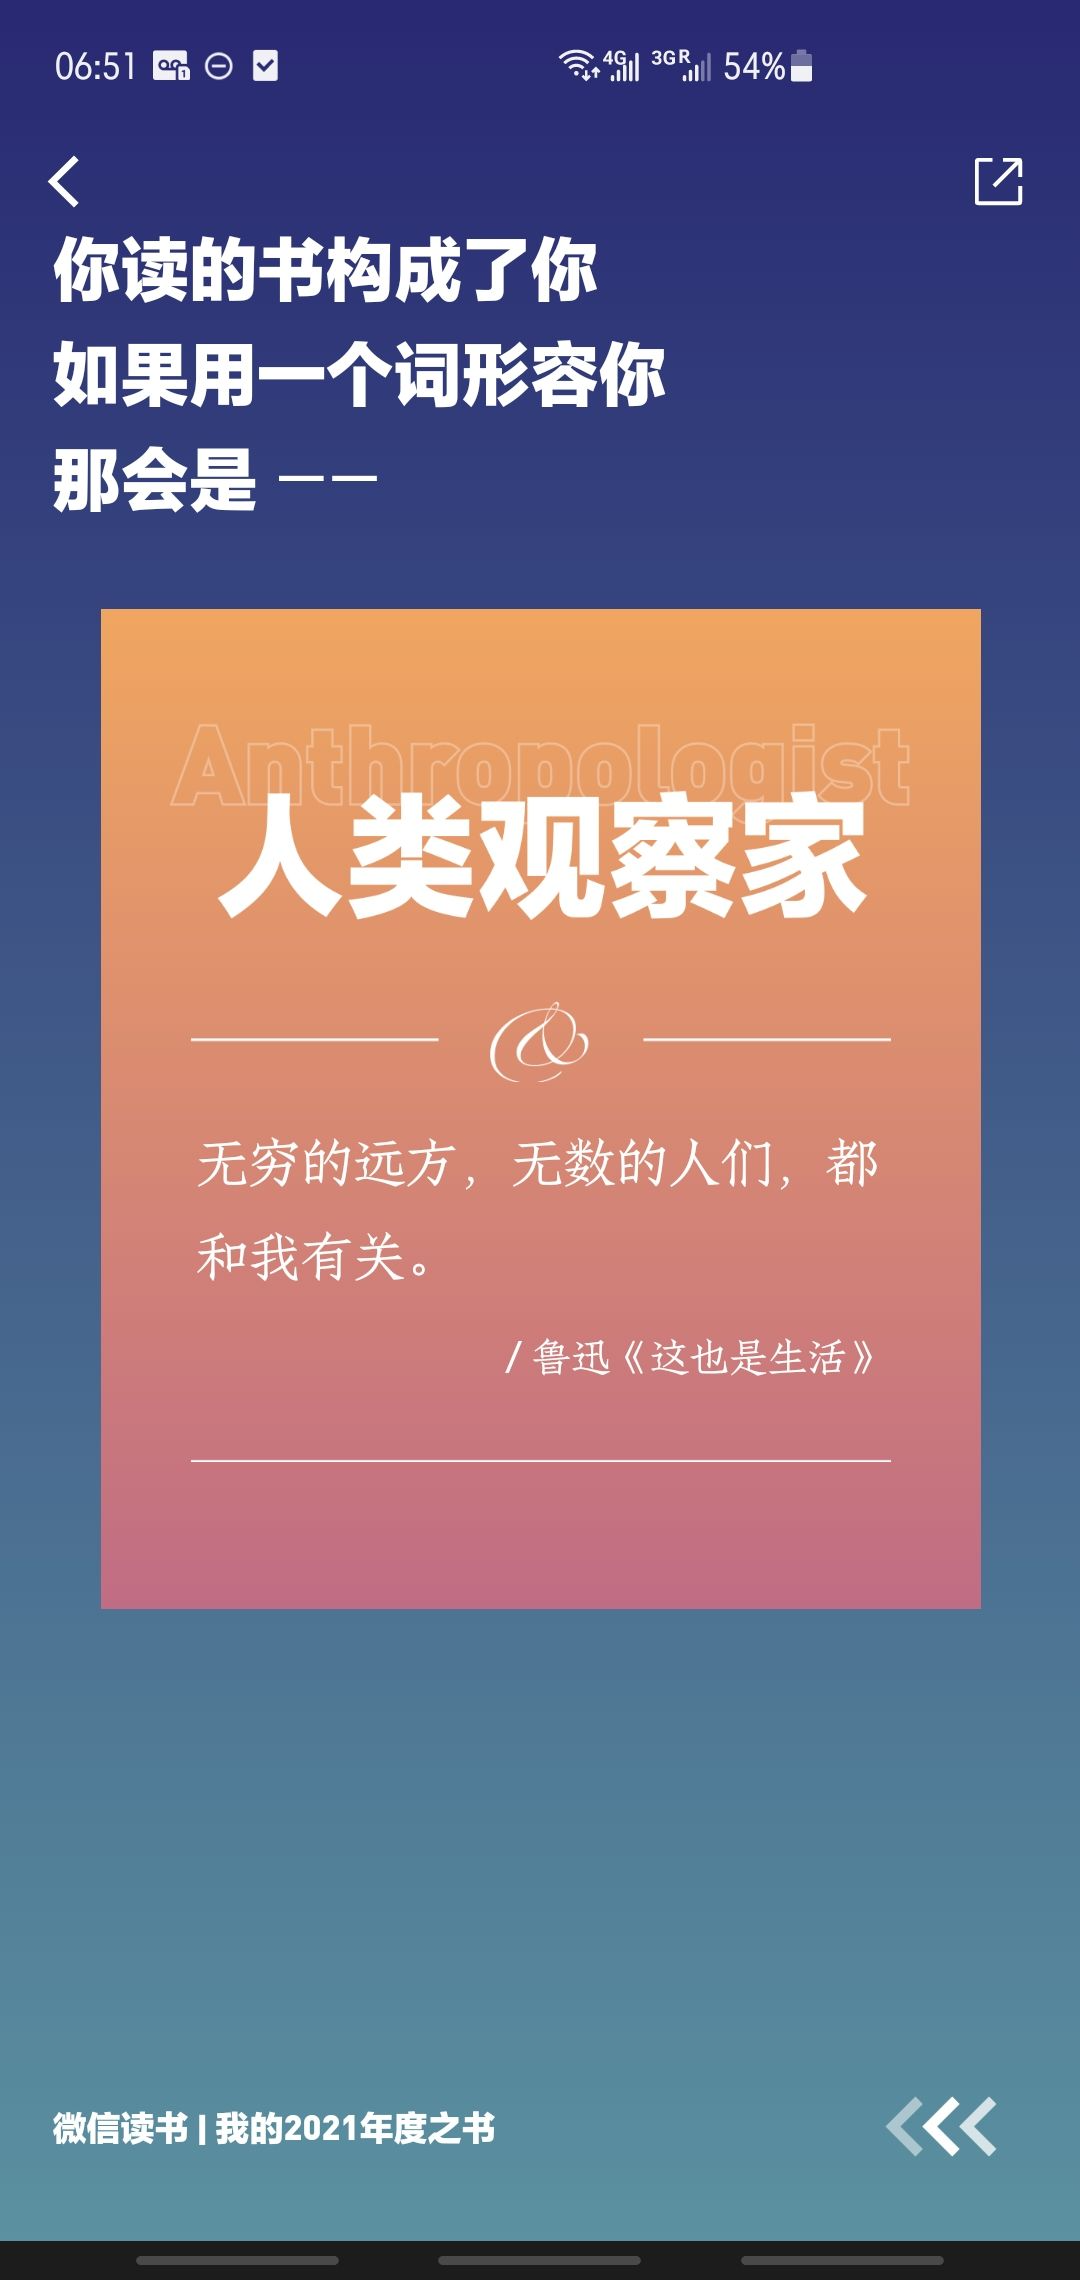 06:51 4G 3G R 54%
你读的书构成了你
如果用一个词形容你
那会是 ——
Anthropologist
人类观察家
&
无穷的远方，无数的人们，都
和我有关。
/ 鲁迅《这也是生活》
微信读书 | 我的2021年度之书